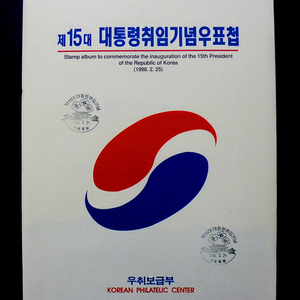 제15대 대통령취임기념우표첩
Stamp album to commemorate the inauguration of the 15th President
of the Republic of Korea
(1998. 2. 25)
우취보급부
KOREAN PHILATELIC CENTER